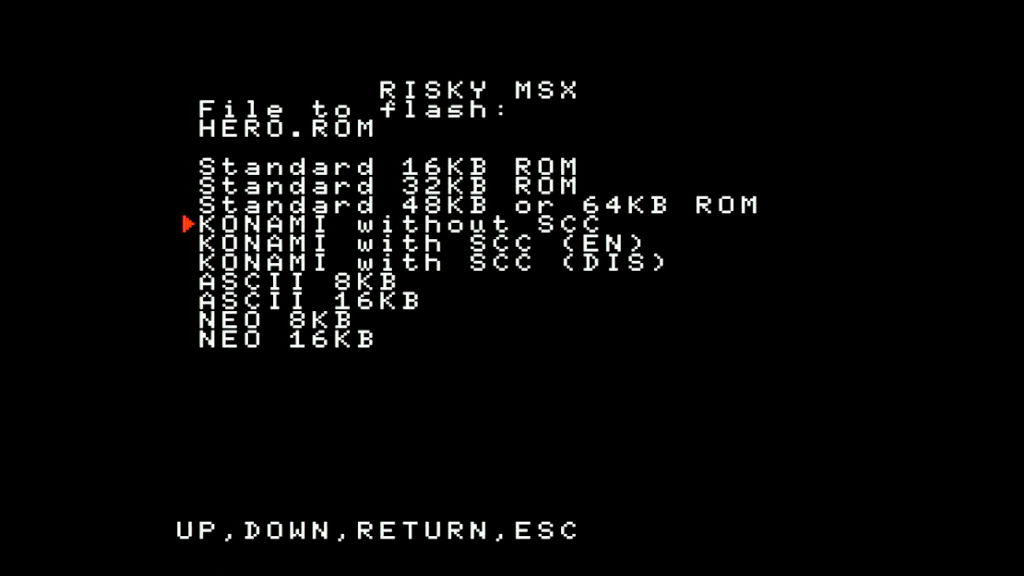 RISKY MSX
File to flash:
HERO.ROM
Standard 16KB ROM
Standard 32KB ROM
Standard 48KB or 64KB ROM
KONAMI without SCC
KONAMI with SCC (EN)
KONAMI with SCC (DIS)
ASCII 8KB
ASCII 16KB
NEO 8KB
NEO 16KB
UP,DOWN,RETURN,ESC